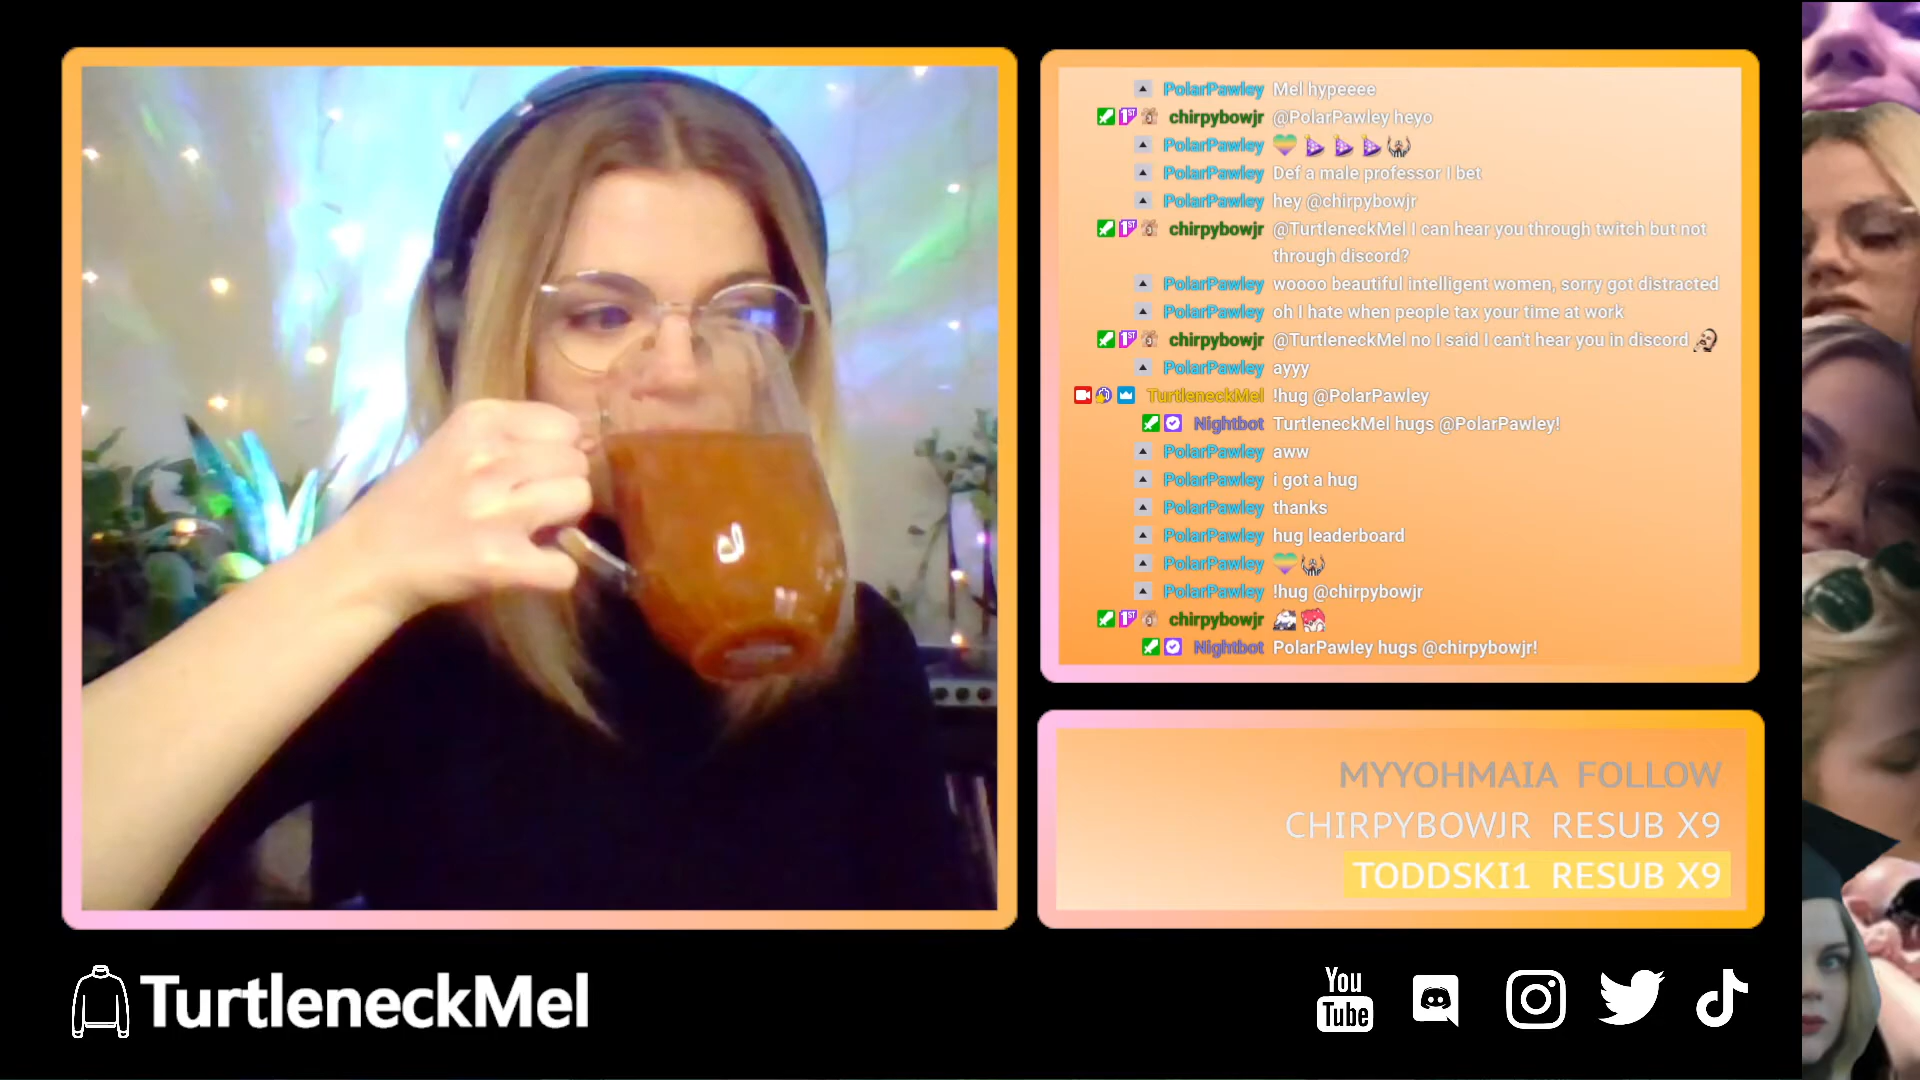 PolarPawley Mel hypeeee
1ST chirpybowjr @PolarPawley heyo
PolarPawley
PolarPawley Def a male professor I bet
PolarPawley hey @chirpybowjr
1ST chirpybowjr @TurtleneckMel I can hear you through twitch but not
through discord?
PolarPawley woooo beautiful intelligent women, sorry got distracted
PolarPawley oh I hate when people tax your time at work
1ST chirpybowjr @TurtleneckMel no I said I can't hear you in discord
PolarPawley ayyy
TurtleneckMel !hug @PolarPawley
Nightbot TurtleneckMel hugs @PolarPawley!
PolarPawley aww
PolarPawley i got a hug
PolarPawley thanks
PolarPawley hug leaderboard
PolarPawley
PolarPawley !hug @chirpybowjr
1ST chirpybowjr
Nightbot PolarPawley hugs @chirpybowjr!
MYYOHMAIA FOLLOW
CHIRPYBOWJR RESUB X9
TODDSKI1 RESUB X9
TurtleneckMel
You
Tube